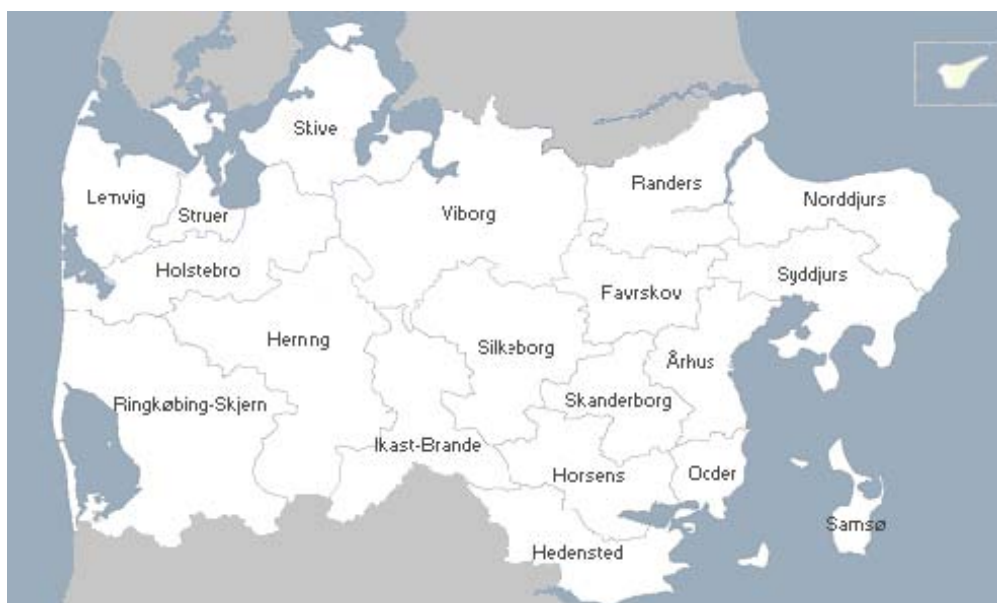 Skive
Randers
Lemvig
Norddjurs
Struer
Viborg
Holstebro
Syddjurs
Favrskov
Herning
Silkeborg
Århus
Ringkøbing-Skjern
Skanderborg
Ikast-Brande
Horsens
Odder
Samsø
Hedensted